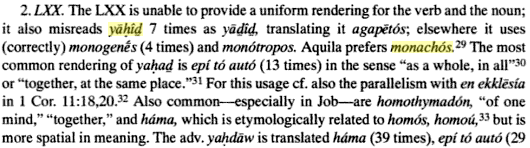 2. LXX. The LXX is unable to provide a uniform rendering for the verb and the noun;
it also misreads yāḥîḏ 7 times as yāḏîḏ, translating it agapētós; elsewhere it uses
(correctly) monogenḗs (4 times) and monótropos. Aquila prefers monachós.29 The most
common rendering of yaḥaḏ is epí tó autó (13 times) in the sense “as a whole, in all”30
or “together, at the same place.”31 For this usage cf. also the parallelism with en ekklēsía
in 1 Cor. 11:18,20.32 Also common—especially in Job—are homothymadón, “of one
mind,” “together,” and háma, which is etymologically related to homós, homoú,33 but is
more spatial in meaning. The adv. yaḥdāw is translated háma (39 times), epí tó autó (29